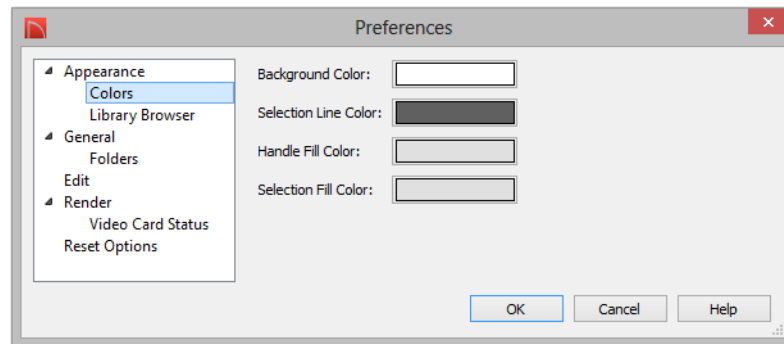 Preferences
Appearance
Colors
Library Browser
General
Folders
Edit
Render
Video Card Status
Reset Options
Background Color:
Selection Line Color:
Handle Fill Color:
Selection Fill Color:
OK Cancel Help